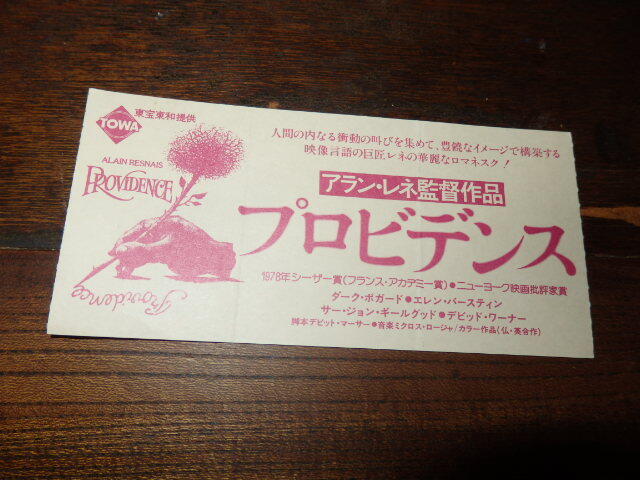 東宝東和提供
TOWA
ALAIN RESNAIS
PROVIDENCE
Providence
人間の内なる衝動の叫びを集めて、豊饒なイメージで構築する
映像言語の巨匠レネの華麗なロマネスク!
アラン・レネ監督作品
プロビデンス
1978年シーザー賞(フランス・アカデミー賞)●ニューヨーク映画批評家賞
ダーク・ボガード●エレン・バースティン
サー・ジョン・ギールグッド●デビッド・ワーナー
脚本デビット・マーサー●音楽ミクロス・ロージャ/カラー作品(仏・英合作)